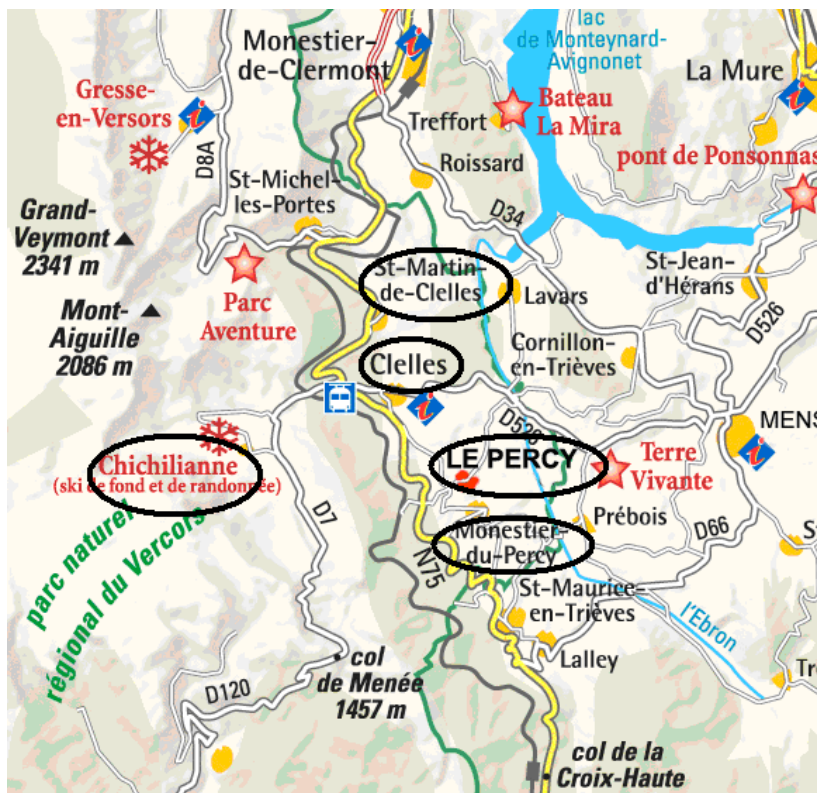 lac
de Monteynard-
Avignonet
Monestier-
de-Clermont
i
La Mure
i
Gresse-
en-Versors
i
Bateau
La Mira
Treffort
D8A
Roissard
pont de Ponsonnas
St-Michel-
les-Portes
Grand-
Veymont
2341 m
D34
St-Martin-
de-Clelles
Lavars
St-Jean-
d'Hérans
Parc
Aventure
Mont-
Aiguille
2086 m
D526
Cornillon-
en-Trièves
Clelles
i
D526
MENS
i
LE PERCY
Terre
Vivante
Chichilianne
(ski de fond et de randonnée)
D7
Prébois
D66
parc naturel
régional du Vercors
N75
Monestier-
du-Percy
St-Maurice-
en-Trièves
l'Ebron
Lalley
col
de Menée
1457 m
D120
col de la
Croix-Haute